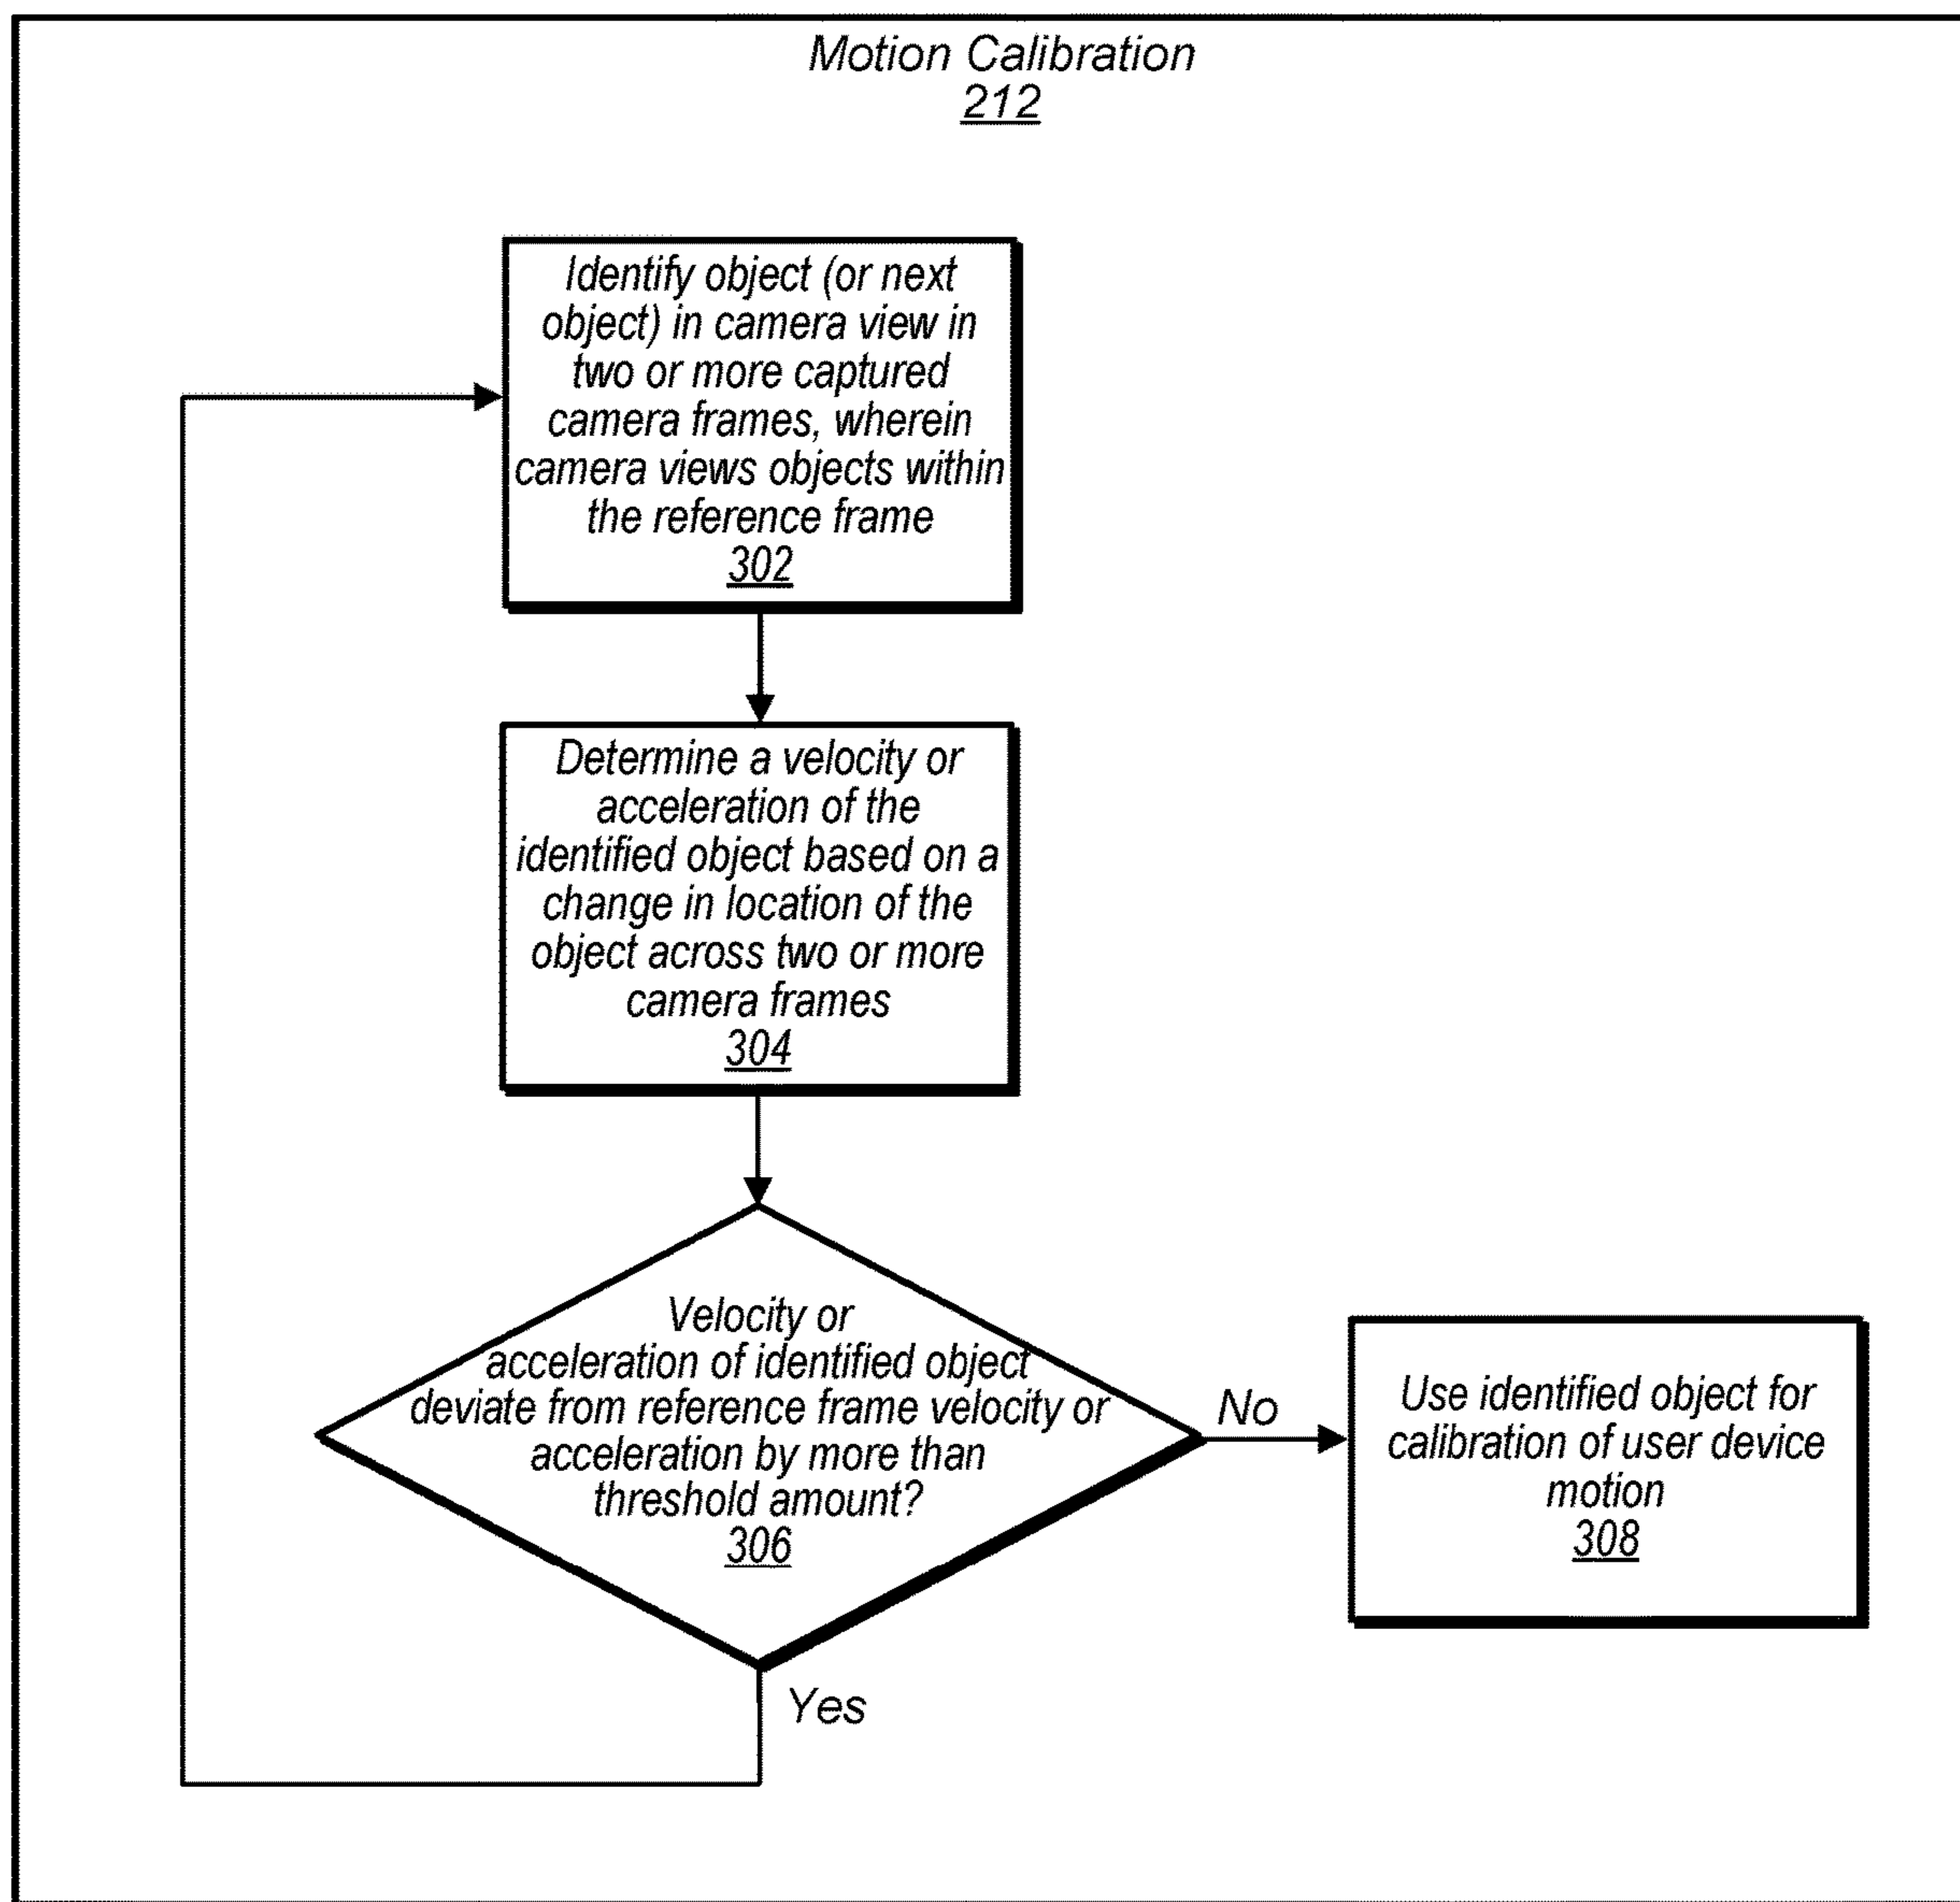 Motion Calibration
212
Identify object (or next
object) in camera view in
two or more captured
camera frames, wherein
camera views objects within
the reference frame
302
Determine a velocity or
acceleration of the
identified object based on a
change in location of the
object across two or more
camera frames
304
Velocity or
acceleration of identified object
deviate from reference frame velocity or
acceleration by more than
threshold amount?
306
No
Use identified object for
calibration of user device
motion
308
Yes